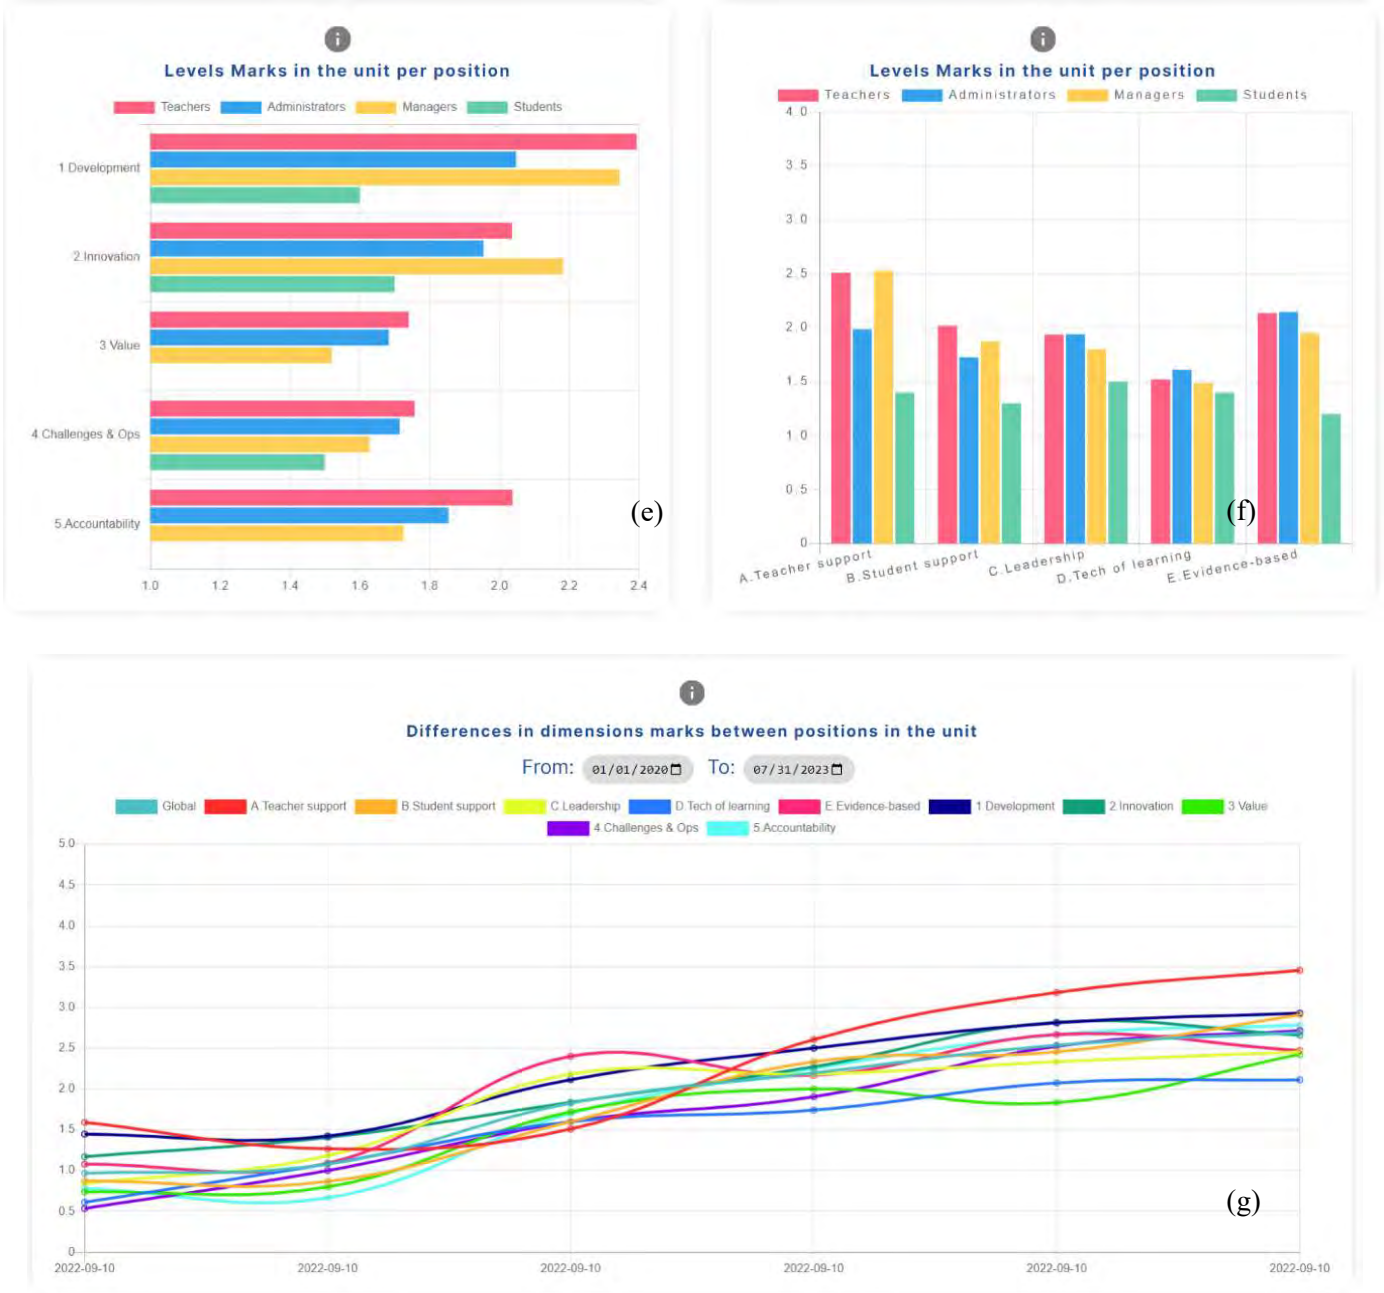 Levels Marks in the unit per position
Teachers Administrators Managers Students
1 Development
2 Innovation
3 Value
4 Challenges & Ops
5 Accountability
1.0 1.2 1.4 1.6 1.8 2.0 2.2 2.4
(e)
Levels Marks in the unit per position
Teachers Administrators Managers Students
4.0
3.5
3.0
2.5
2.0
1.5
1.0
0.5
0
A.Teacher support B.Student support C.Leadership D.Tech of learning E.Evidence-based
(f)
Differences in dimensions marks between positions in the unit
From: 01/01/2020 To: 07/31/2023
Global A.Teacher support B.Student support C.Leadership D.Tech of learning E.Evidence-based 1 Development 2 Innovation 3 Value
4 Challenges & Ops 5 Accountability
5.0
4.5
4.0
3.5
3.0
2.5
2.0
1.5
1.0
0.5
0
2022-09-10 2022-09-10 2022-09-10 2022-09-10 2022-09-10 2022-09-10
(g)